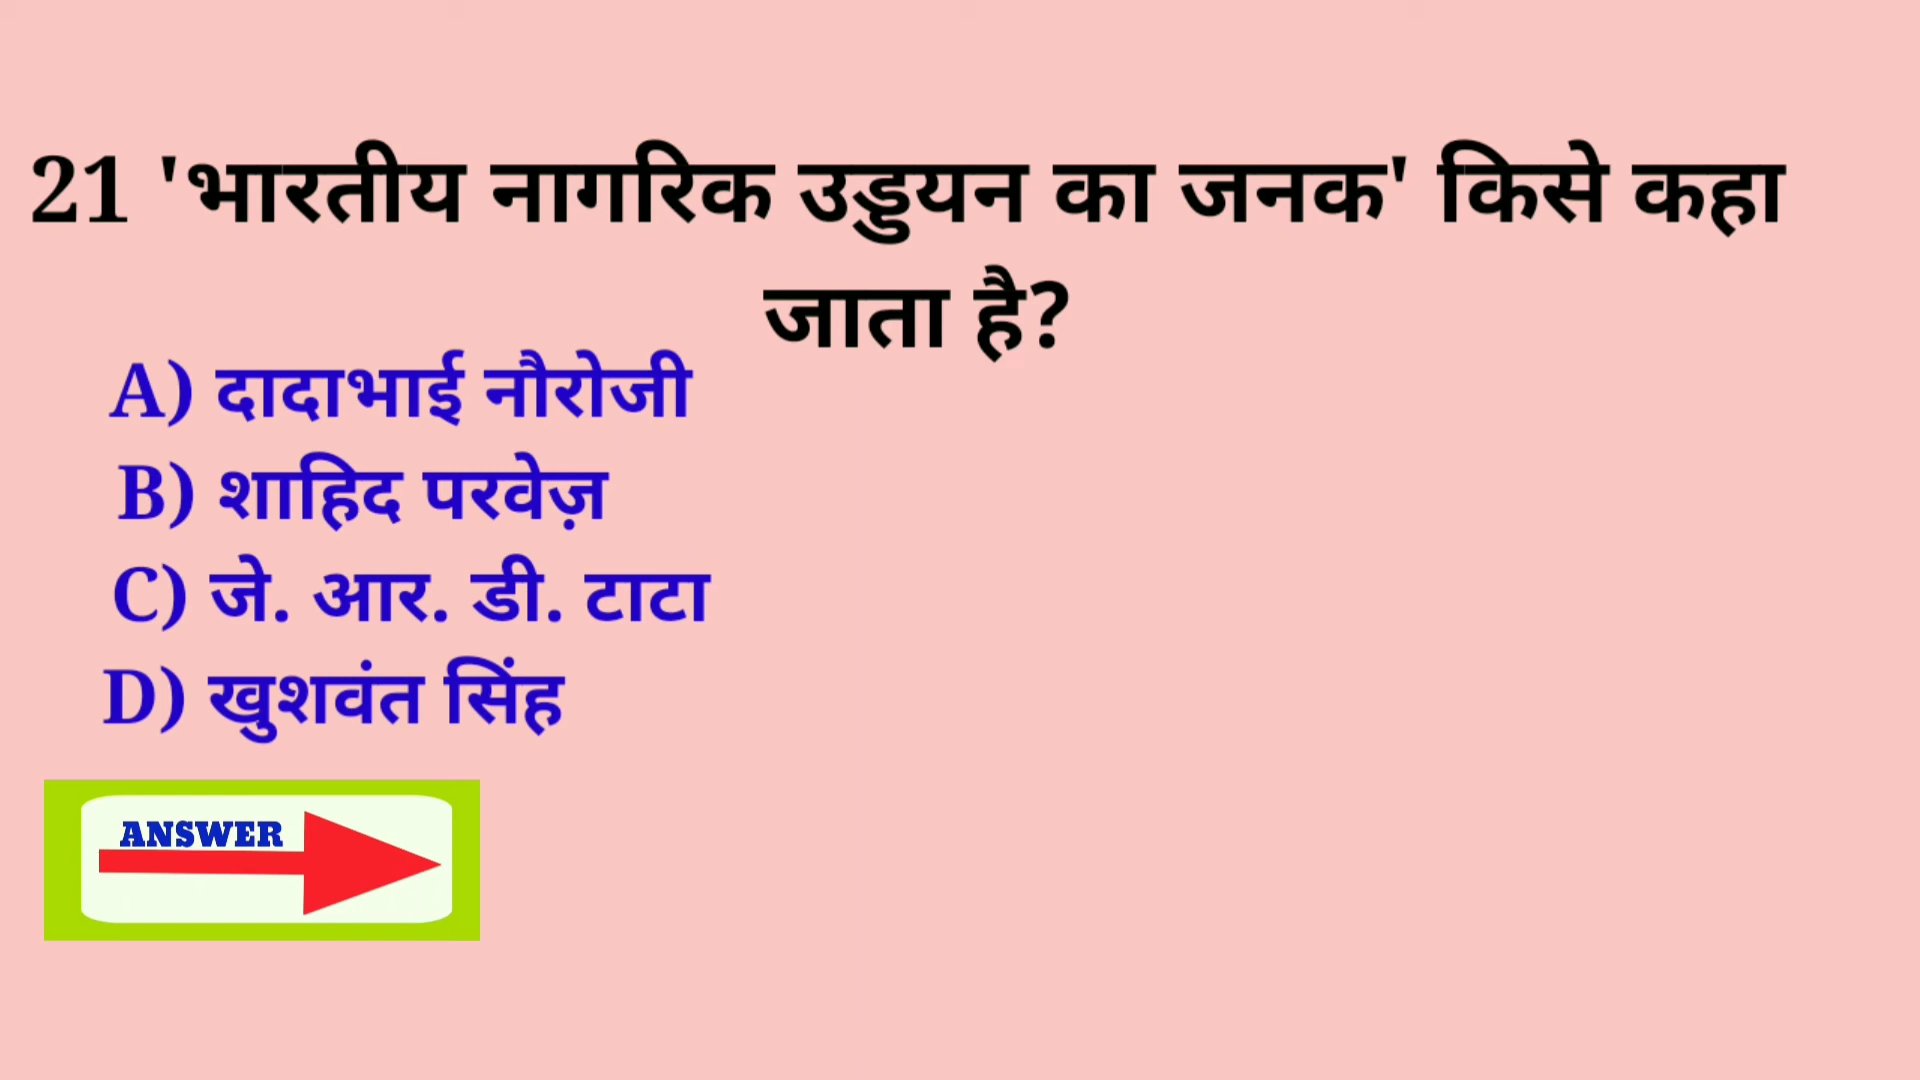 21 'भारतीय नागरिक उड्डयन का जनक' किसे कहा
जाता है?
A) दादाभाई नौरोजी
B) शाहिद परवेज़
C) जे. आर. डी. टाटा
D) खुशवंत सिंह
ANSWER